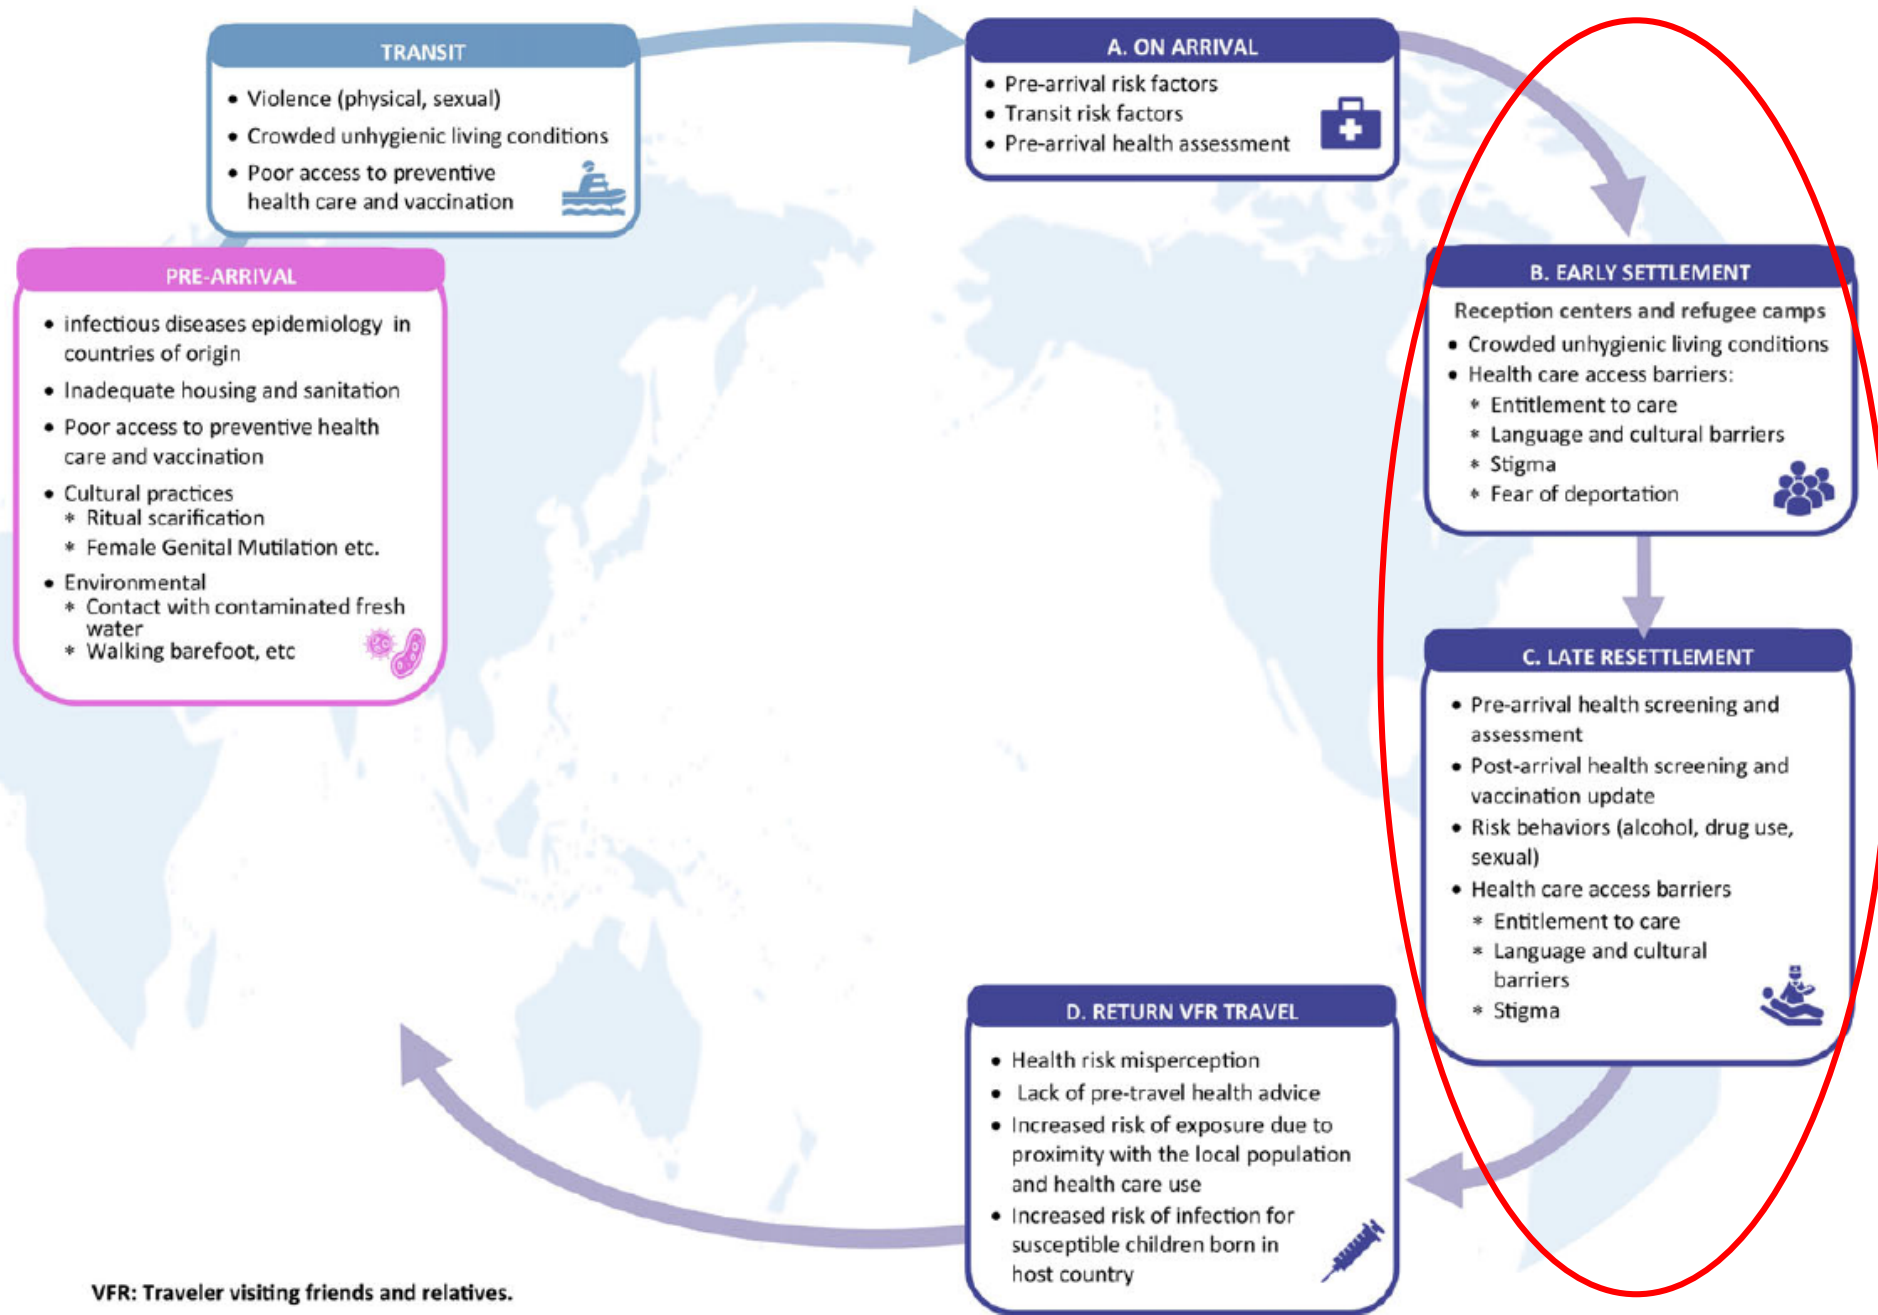 TRANSIT
• Violence (physical, sexual)
• Crowded unhygienic living conditions
• Poor access to preventive
health care and vaccination
A. ON ARRIVAL
• Pre-arrival risk factors
• Transit risk factors
• Pre-arrival health assessment
PRE-ARRIVAL
• infectious diseases epidemiology in
countries of origin
• Inadequate housing and sanitation
• Poor access to preventive health
care and vaccination
• Cultural practices
* Ritual scarification
* Female Genital Mutilation etc.
• Environmental
* Contact with contaminated fresh
water
* Walking barefoot, etc
B. EARLY SETTLEMENT
Reception centers and refugee camps
• Crowded unhygienic living conditions
• Health care access barriers:
* Entitlement to care
* Language and cultural barriers
* Stigma
* Fear of deportation
C. LATE RESETTLEMENT
• Pre-arrival health screening and
assessment
• Post-arrival health screening and
vaccination update
• Risk behaviors (alcohol, drug use,
sexual)
• Health care access barriers
* Entitlement to care
* Language and cultural
barriers
* Stigma
D. RETURN VFR TRAVEL
• Health risk misperception
• Lack of pre-travel health advice
• Increased risk of exposure due to
proximity with the local population
and health care use
• Increased risk of infection for
susceptible children born in
host country
VFR: Traveler visiting friends and relatives.